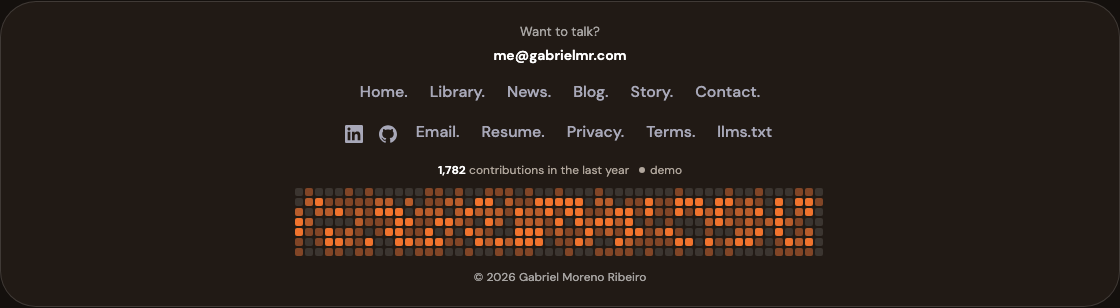 Want to talk?
me@gabrielmr.com
Home. Library. News. Blog. Story. Contact.
in Email. Resume. Privacy. Terms. llms.txt
1,782 contributions in the last year demo
© 2026 Gabriel Moreno Ribeiro